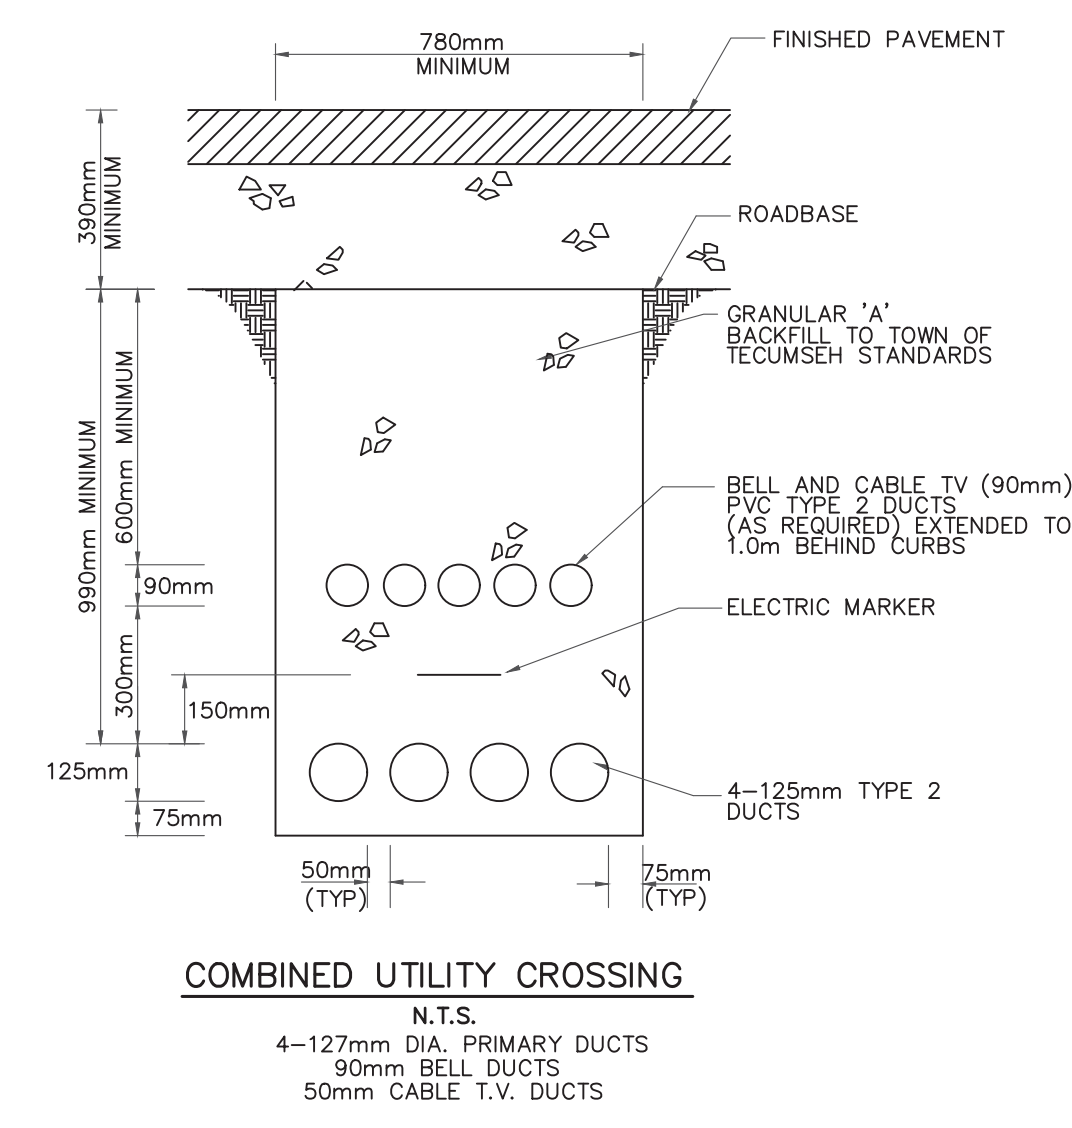 780mm
MINIMUM
FINISHED PAVEMENT
390mm
MINIMUM
ROADBASE
GRANULAR 'A'
BACKFILL TO TOWN OF
TECUMSEH STANDARDS
990mm MINIMUM
600mm MINIMUM
BELL AND CABLE TV (90mm)
PVC TYPE 2 DUCTS
(AS REQUIRED) EXTENDED TO
1.0m BEHIND CURBS
90mm
ELECTRIC MARKER
300mm
150mm
125mm
4-125mm TYPE 2
DUCTS
75mm
50mm
(TYP)
75mm
(TYP)
COMBINED UTILITY CROSSING
N.T.S.
4-127mm DIA. PRIMARY DUCTS
90mm BELL DUCTS
50mm CABLE T.V. DUCTS